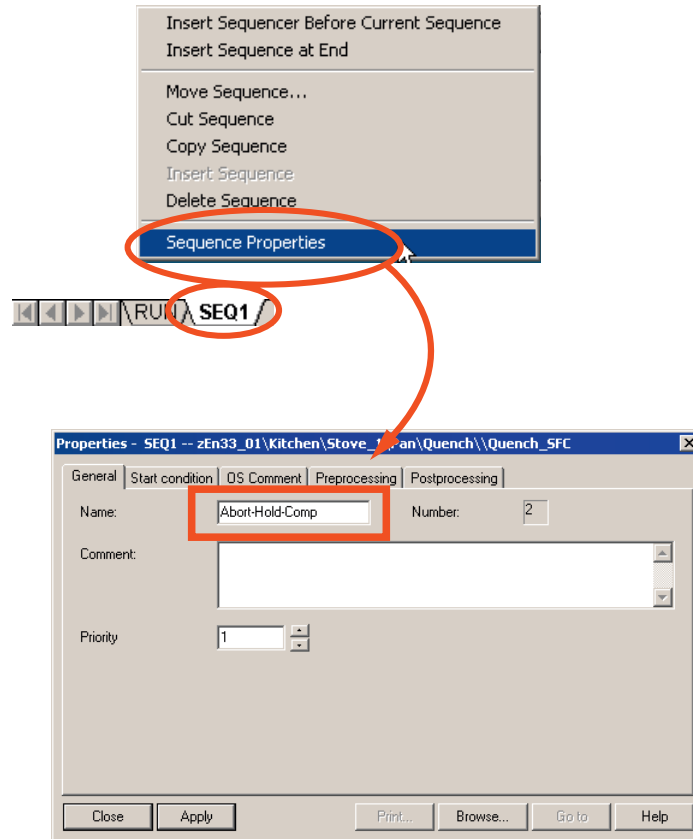 Insert Sequencer Before Current Sequence
Insert Sequence at End
Move Sequence...
Cut Sequence
Copy Sequence
Insert Sequence
Delete Sequence
Sequence Properties
RUN SEQ1
Properties - SEQ1 -- zEn33_01\Kitchen\Stove_1\Pan\Quench\\Quench_SFC
General Start condition OS Comment Preprocessing Postprocessing
Name: Abort-Hold-Comp Number: 2
Comment:
Priority 1
Close Apply Print... Browse... Go to Help